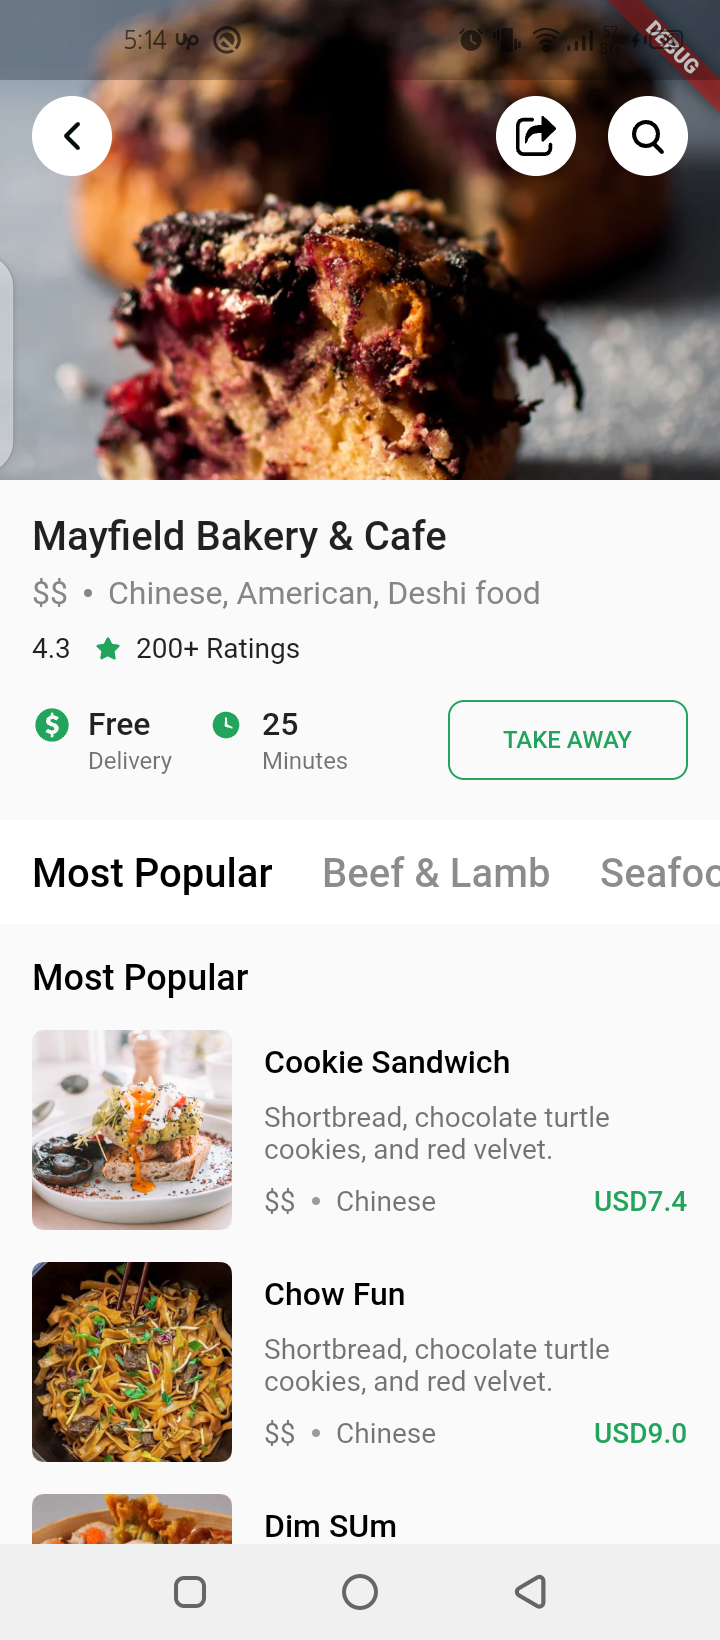 5:14
DEBUG
Mayfield Bakery & Cafe
$$ • Chinese, American, Deshi food
4.3 200+ Ratings
Free 25
Delivery Minutes
TAKE AWAY
Most Popular Beef & Lamb Seafoo
Most Popular
Cookie Sandwich
Shortbread, chocolate turtle
cookies, and red velvet.
$$ • Chinese USD7.4
Chow Fun
Shortbread, chocolate turtle
cookies, and red velvet.
$$ • Chinese USD9.0
Dim SUm